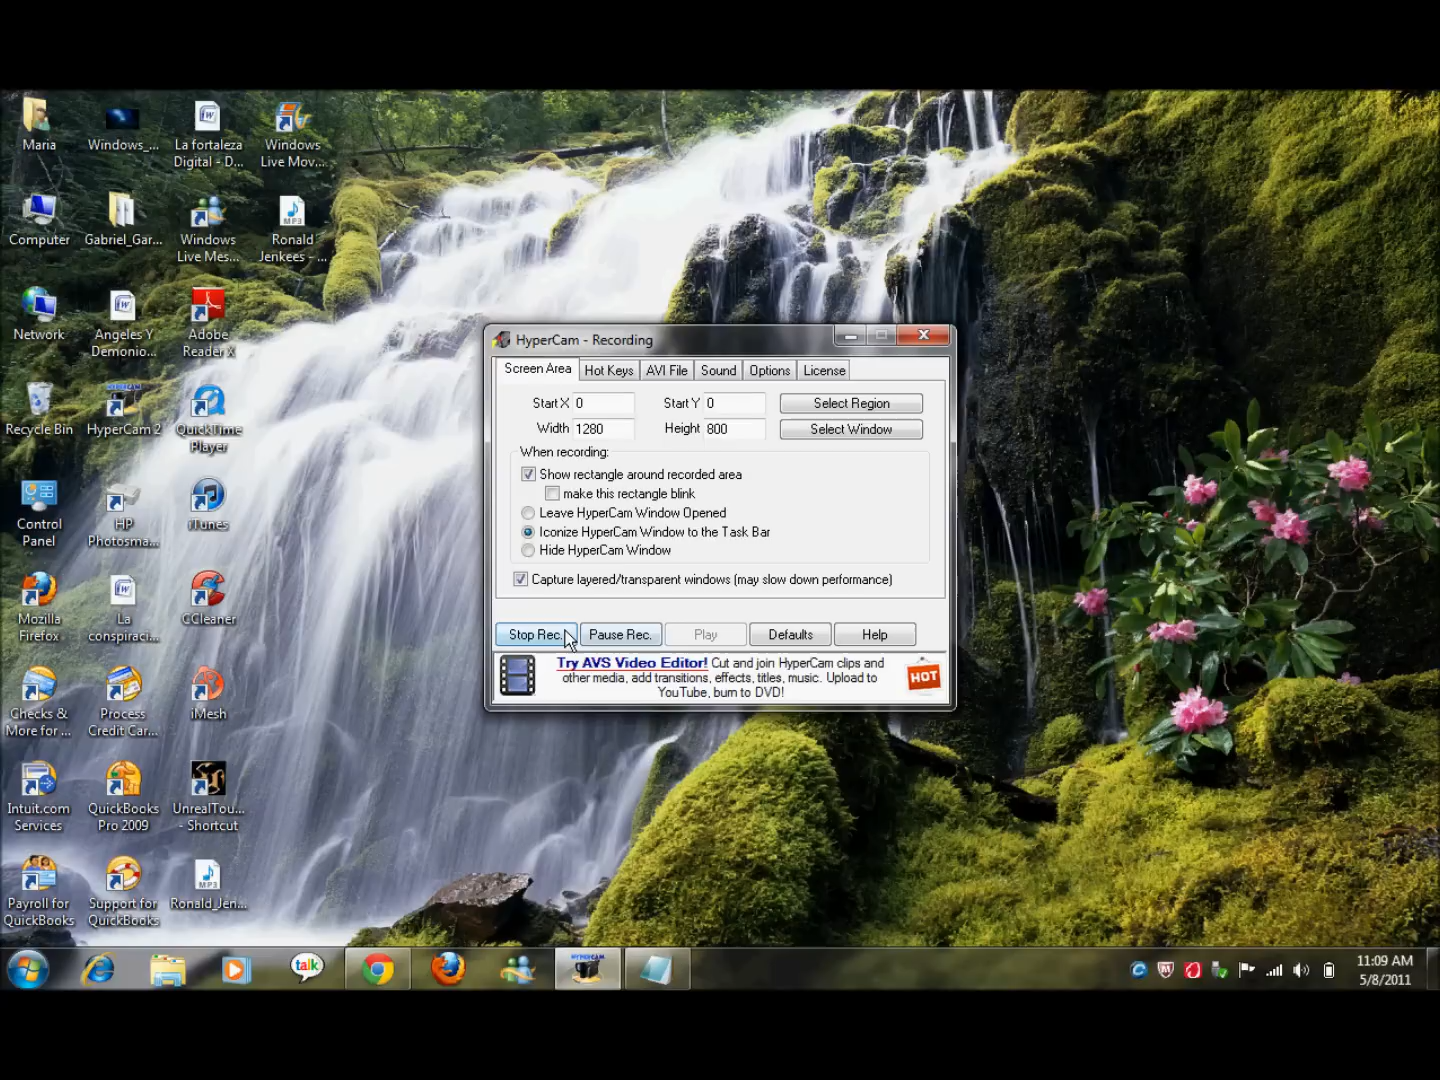 Maria
Windows_...
La fortaleza
Digital - D...
Windows
Live Mov...
Computer
Gabriel_Gar...
Windows
Live Mes...
Ronald
Jenkees - ...
MP3
Network
Angeles Y
Demonio...
Adobe
Reader X
Recycle Bin
HyperCam 2
QuickTime
Player
Control
Panel
HP
Photosma...
iTunes
Mozilla
Firefox
La
conspiraci...
CCleaner
Checks &
More for ...
Process
Credit Car...
iMesh
Intuit.com
Services
QuickBooks
Pro 2009
UnrealTou...
- Shortcut
Payroll for
QuickBooks
Support for
QuickBooks
MP3
Ronald_Jen...
HyperCam - Recording
Screen Area Hot Keys AVI File Sound Options License
Start X 0 Start Y 0 Select Region
Width 1280 Height 800 Select Window
When recording:
Show rectangle around recorded area
make this rectangle blink
Leave HyperCam Window Opened
Iconize HyperCam Window to the Task Bar
Hide HyperCam Window
Capture layered/transparent windows (may slow down performance)
Stop Rec. Pause Rec. Play Defaults Help
Try AVS Video Editor! Cut and join HyperCam clips and
other media, add transitions, effects, titles, music. Upload to
YouTube, burn to DVD!
HOT
talk
HYPERCAM
11:09 AM
5/8/2011